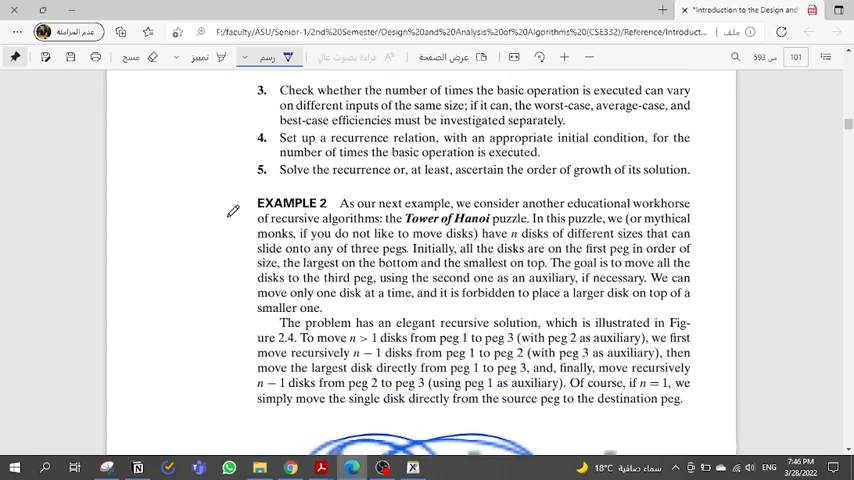 *Introduction to the Design and
عدم المزامنة
F:/faculty/ASU/Senior-1/2nd%20Semester/Design%20and%20Analysis%20of%20Algorithms%20(CSE332)/Reference/Introduct...
ملف
مسح
تمييز
رسم
قراءة بصوت عال
عرض الصفحة
من 593
101
3. Check whether the number of times the basic operation is executed can vary
on different inputs of the same size; if it can, the worst-case, average-case, and
best-case efficiencies must be investigated separately.
4. Set up a recurrence relation, with an appropriate initial condition, for the
number of times the basic operation is executed.
5. Solve the recurrence or, at least, ascertain the order of growth of its solution.
EXAMPLE 2 As our next example, we consider another educational workhorse
of recursive algorithms: the Tower of Hanoi puzzle. In this puzzle, we (or mythical
monks, if you do not like to move disks) have n disks of different sizes that can
slide onto any of three pegs. Initially, all the disks are on the first peg in order of
size, the largest on the bottom and the smallest on top. The goal is to move all the
disks to the third peg, using the second one as an auxiliary, if necessary. We can
move only one disk at a time, and it is forbidden to place a larger disk on top of a
smaller one.
The problem has an elegant recursive solution, which is illustrated in Fig-
ure 2.4. To move n > 1 disks from peg 1 to peg 3 (with peg 2 as auxiliary), we first
move recursively n − 1 disks from peg 1 to peg 2 (with peg 3 as auxiliary), then
move the largest disk directly from peg 1 to peg 3, and, finally, move recursively
n − 1 disks from peg 2 to peg 3 (using peg 1 as auxiliary). Of course, if n = 1, we
simply move the single disk directly from the source peg to the destination peg.
18°C سماء صافية
ENG
7:46 PM
3/28/2022